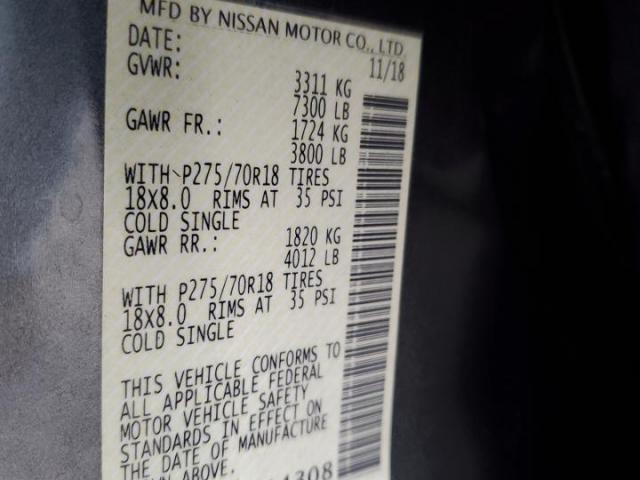 MFD BY NISSAN MOTOR CO., LTD.
DATE: 11/18
GVWR: 3311 KG
7300 LB
GAWR FR.: 1724 KG
3800 LB
WITH P275/70R18 TIRES
18X8.0 RIMS AT 35 PSI
COLD SINGLE
GAWR RR.: 1820 KG
4012 LB
WITH P275/70R18 TIRES
18X8.0 RIMS AT 35 PSI
COLD SINGLE
THIS VEHICLE CONFORMS TO
ALL APPLICABLE FEDERAL
MOTOR VEHICLE SAFETY
STANDARDS IN EFFECT ON
THE DATE OF MANUFACTURE
ABOVE.
4308